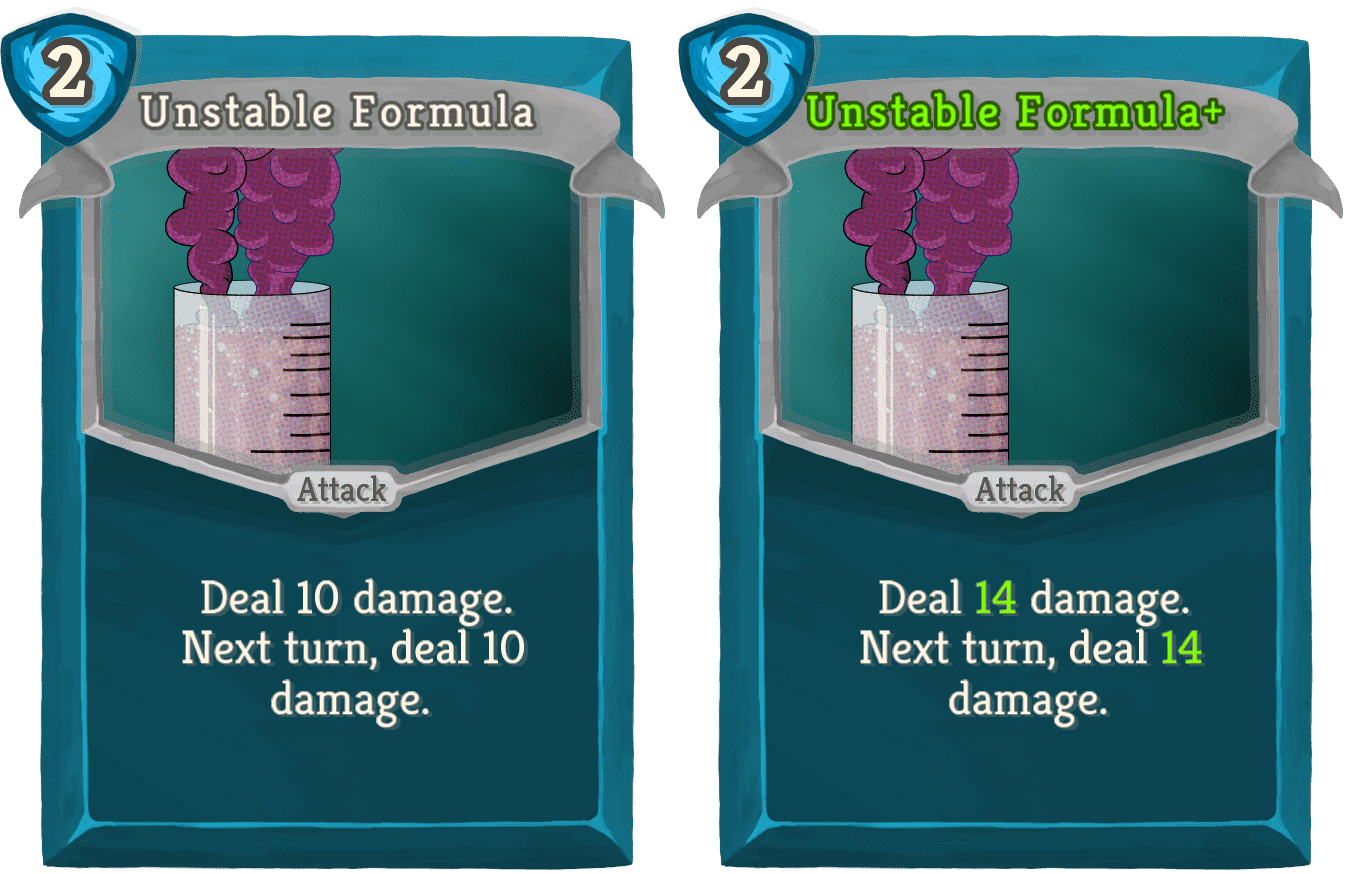 2
Unstable Formula
Attack
Deal 10 damage.
Next turn, deal 10
damage.
2
Unstable Formula+
Attack
Deal 14 damage.
Next turn, deal 14
damage.